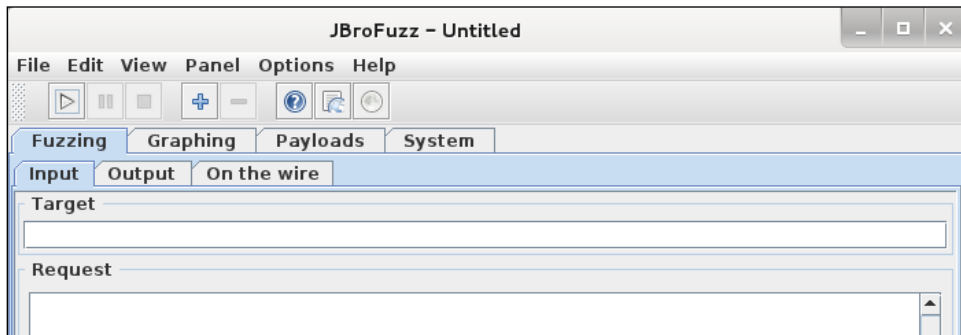 JBroFuzz – Untitled
File Edit View Panel Options Help
Fuzzing Graphing Payloads System
Input Output On the wire
Target
Request